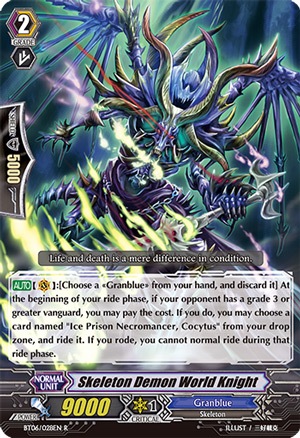 2
GRADE
SHIELD
5000
Life and death is a mere difference in condition.
AUTO [ ]:[Choose a «Granblue» from your hand, and discard it] At
the beginning of your ride phase, if your opponent has a grade 3 or
greater vanguard, you may pay the cost. If you do, you may choose a
card named "Ice Prison Necromancer, Cocytus" from your drop
zone, and ride it. If you rode, you cannot normal ride during that
ride phase.
NORMAL
UNIT
Skeleton Demon World Knight
POWER
9000
1
CRITICAL
Granblue
Skeleton
BT06/028EN R
ILLUST / 三好載克